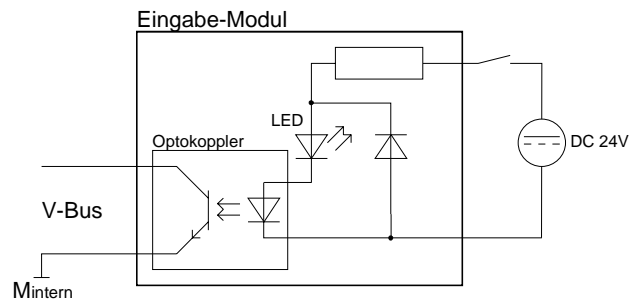 Eingabe-Modul
LED
Optokoppler
DC 24V
V-Bus
Mintern